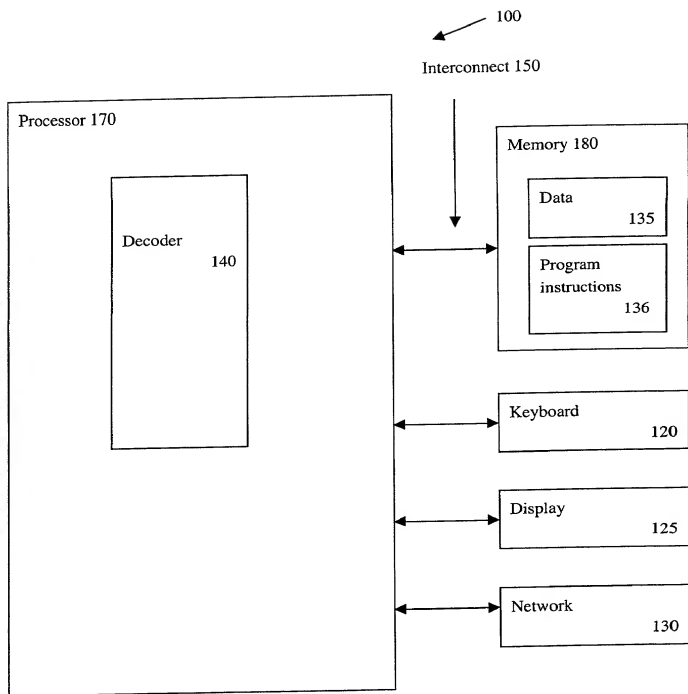 100
Interconnect 150
Processor 170
Memory 180
Data
135
Decoder
140
Program
instructions
136
Keyboard
120
Display
125
Network
130